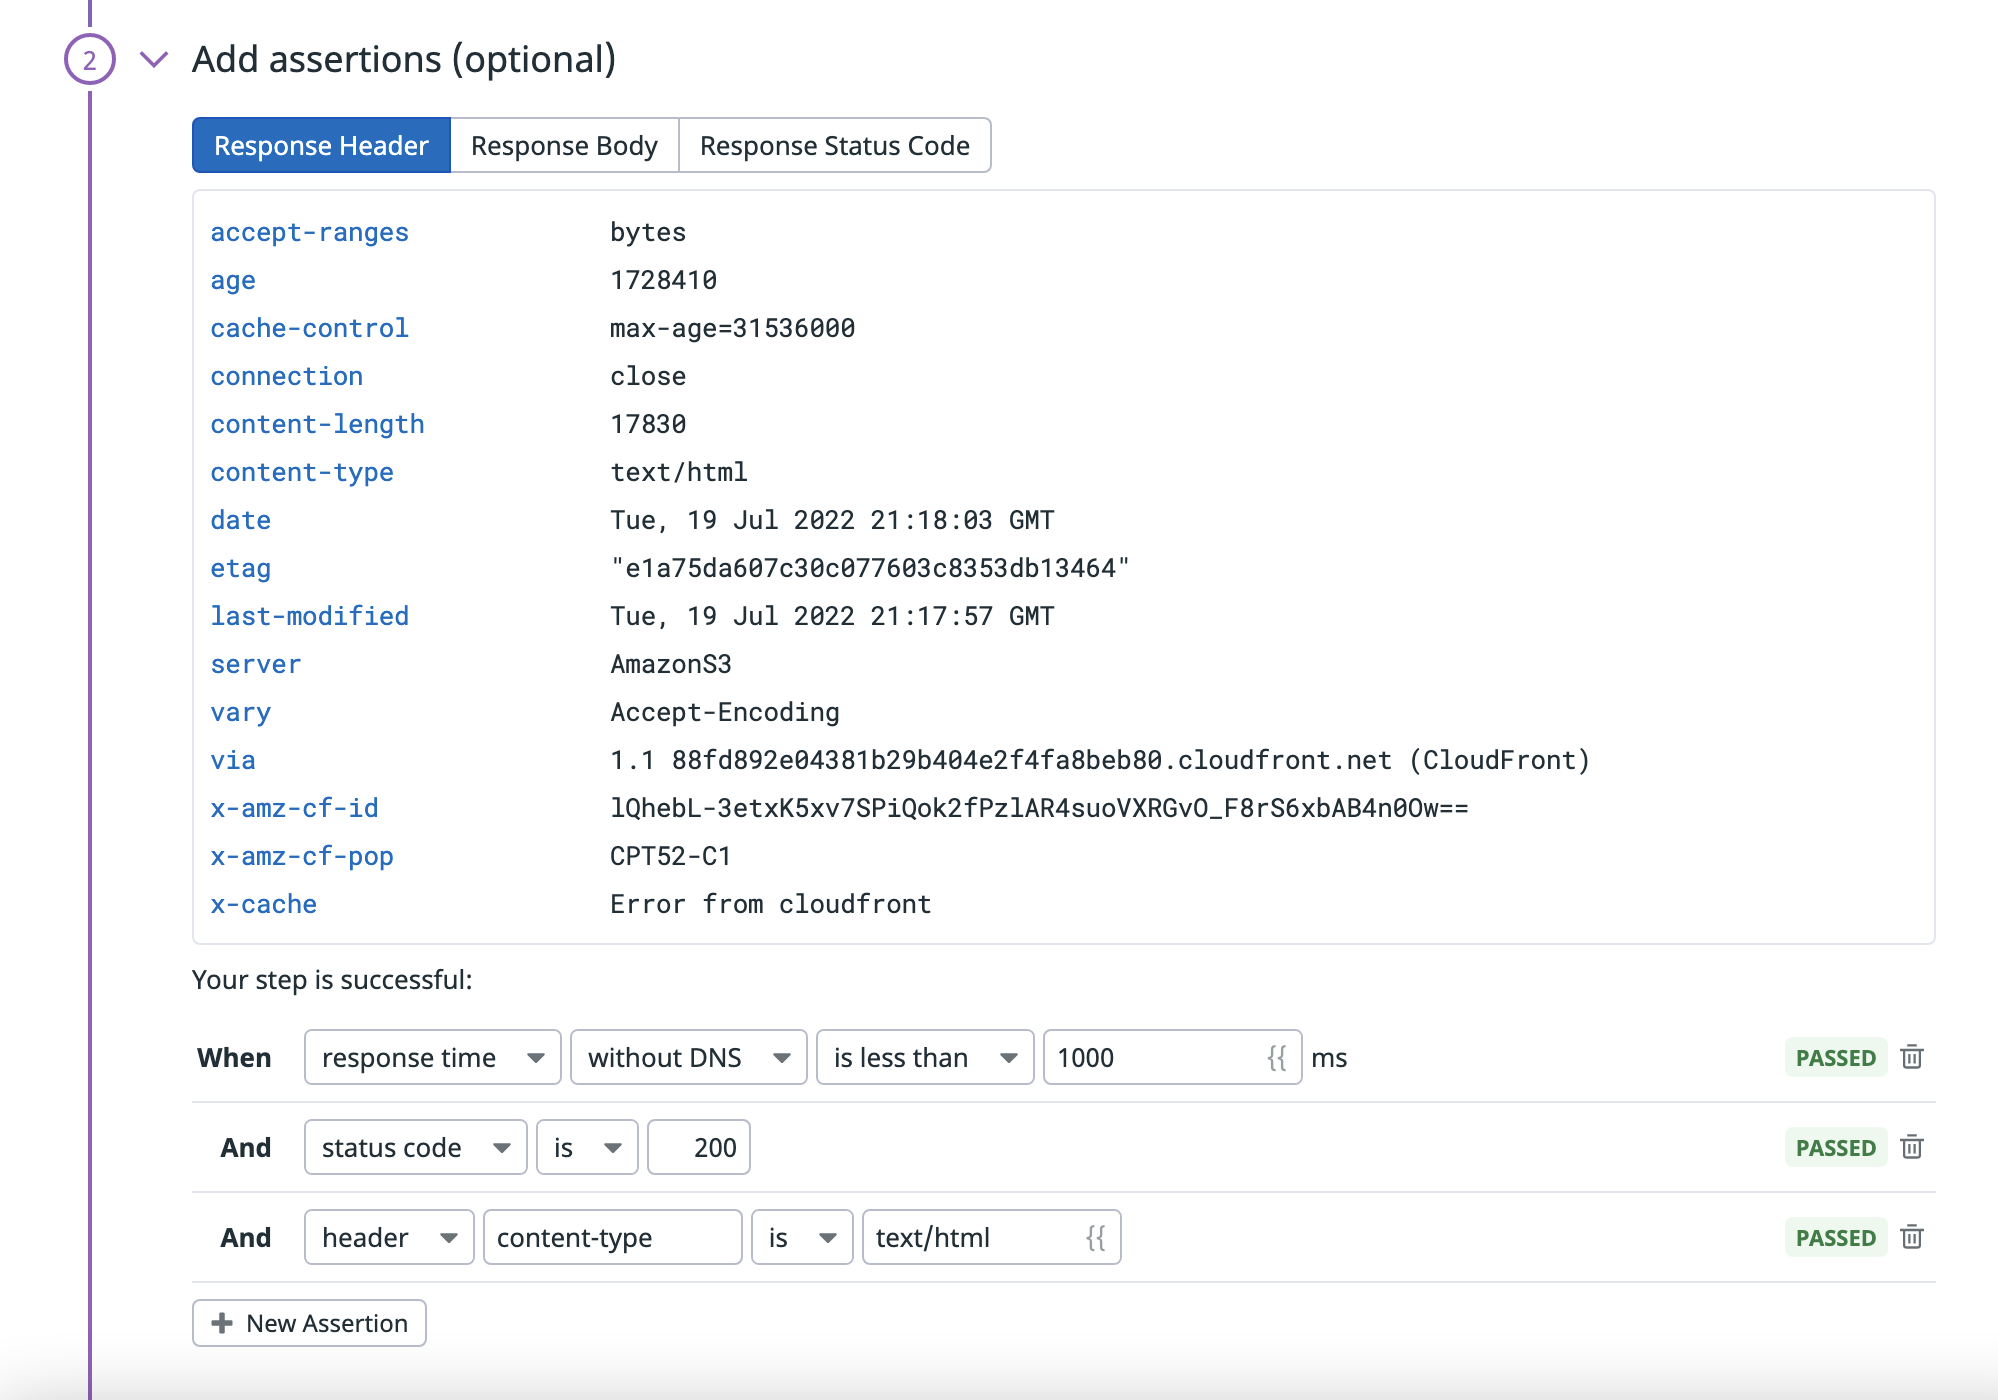 2 Add assertions (optional)
Response Header Response Body Response Status Code
accept-ranges bytes
age 1728410
cache-control max-age=31536000
connection close
content-length 17830
content-type text/html
date Tue, 19 Jul 2022 21:18:03 GMT
etag "e1a75da607c30c077603c8353db13464"
last-modified Tue, 19 Jul 2022 21:17:57 GMT
server AmazonS3
vary Accept-Encoding
via 1.1 88fd892e04381b29b404e2f4fa8beb80.cloudfront.net (CloudFront)
x-amz-cf-id lQhebL-3etxK5xv7SPiQok2fPzlAR4suoVXRGvO_F8rS6xbAB4n0Ow==
x-amz-cf-pop CPT52-C1
x-cache Error from cloudfront
Your step is successful:
When response time without DNS is less than 1000 {{ ms PASSED
And status code is 200 PASSED
And header content-type is text/html {{ PASSED
+ New Assertion